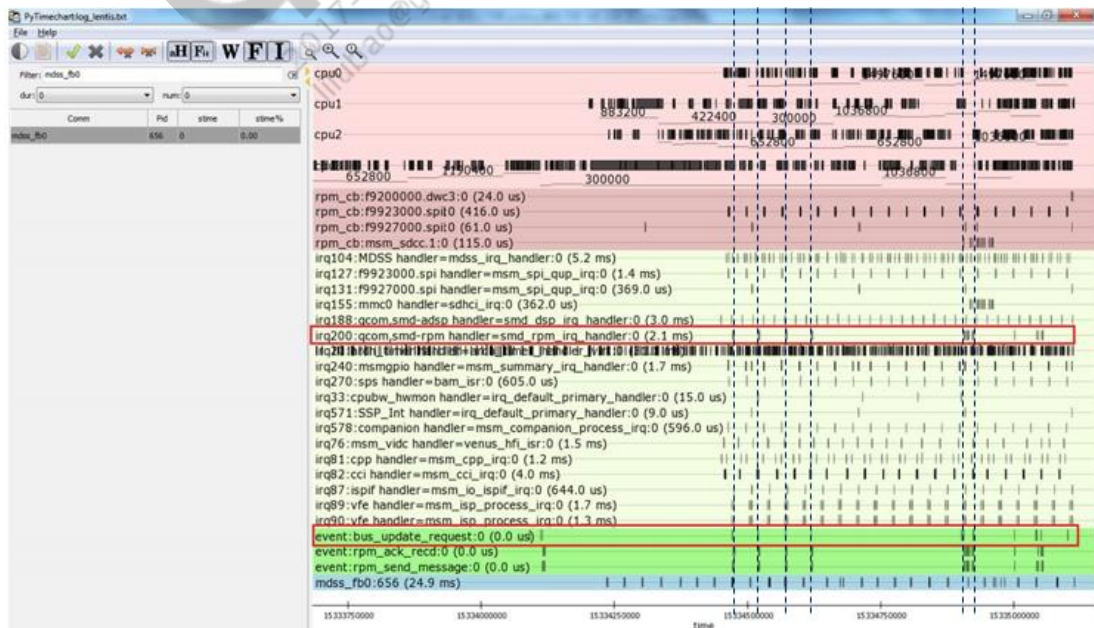 PyTimechart:log_lentis.txt
File Help
aH Fit W F I
Filter: mdss_fb0
dur: 0 num: 0
Comm Pid stime stime%
mdss_fb0 656 0 0.00
cpu0
cpu1
883200 422400 300000 1036800
cpu2
652800 652800
652800 1190400 300000 1036800
rpm_cb:f9200000.dwc3:0 (24.0 us)
rpm_cb:f9923000.spi:0 (416.0 us)
rpm_cb:f9927000.spi:0 (61.0 us)
rpm_cb:msm_sdcc.1:0 (115.0 us)
irq104:MDSS handler=mdss_irq_handler:0 (5.2 ms)
irq127:f9923000.spi handler=msm_spi_qup_irq:0 (1.4 ms)
irq131:f9927000.spi handler=msm_spi_qup_irq:0 (369.0 us)
irq155:mmc0 handler=sdhci_irq:0 (362.0 us)
irq188:qcom,smd-adsp handler=smd_dsp_irq_handler:0 (3.0 ms)
irq200:qcom,smd-rpm handler=smd_rpm_irq_handler:0 (2.1 ms)
irq240:msmgpio handler=msm_summary_irq_handler:0 (1.7 ms)
irq270:sps handler=bam_isr:0 (605.0 us)
irq33:cpubw_hwmon handler=irq_default_primary_handler:0 (15.0 us)
irq571:SSP_Int handler=irq_default_primary_handler:0 (9.0 us)
irq578:companion handler=msm_companion_process_irq:0 (596.0 us)
irq76:msm_vidc handler=venus_hfi_isr:0 (1.5 ms)
irq81:cpp handler=msm_cpp_irq:0 (1.2 ms)
irq82:cci handler=msm_cci_irq:0 (4.0 ms)
irq87:ispif handler=msm_io_ispif_irq:0 (644.0 us)
irq89:vfe handler=msm_isp_process_irq:0 (1.7 ms)
irq90:vfe handler=msm_isp_process_irq:0 (1.3 ms)
event:bus_update_request:0 (0.0 us)
event:rpm_ack_recd:0 (0.0 us)
event:rpm_send_message:0 (0.0 us)
mdss_fb0:656 (24.9 ms)
15333750000 15334000000 15334250000 15334500000 15334750000 15335000000
time